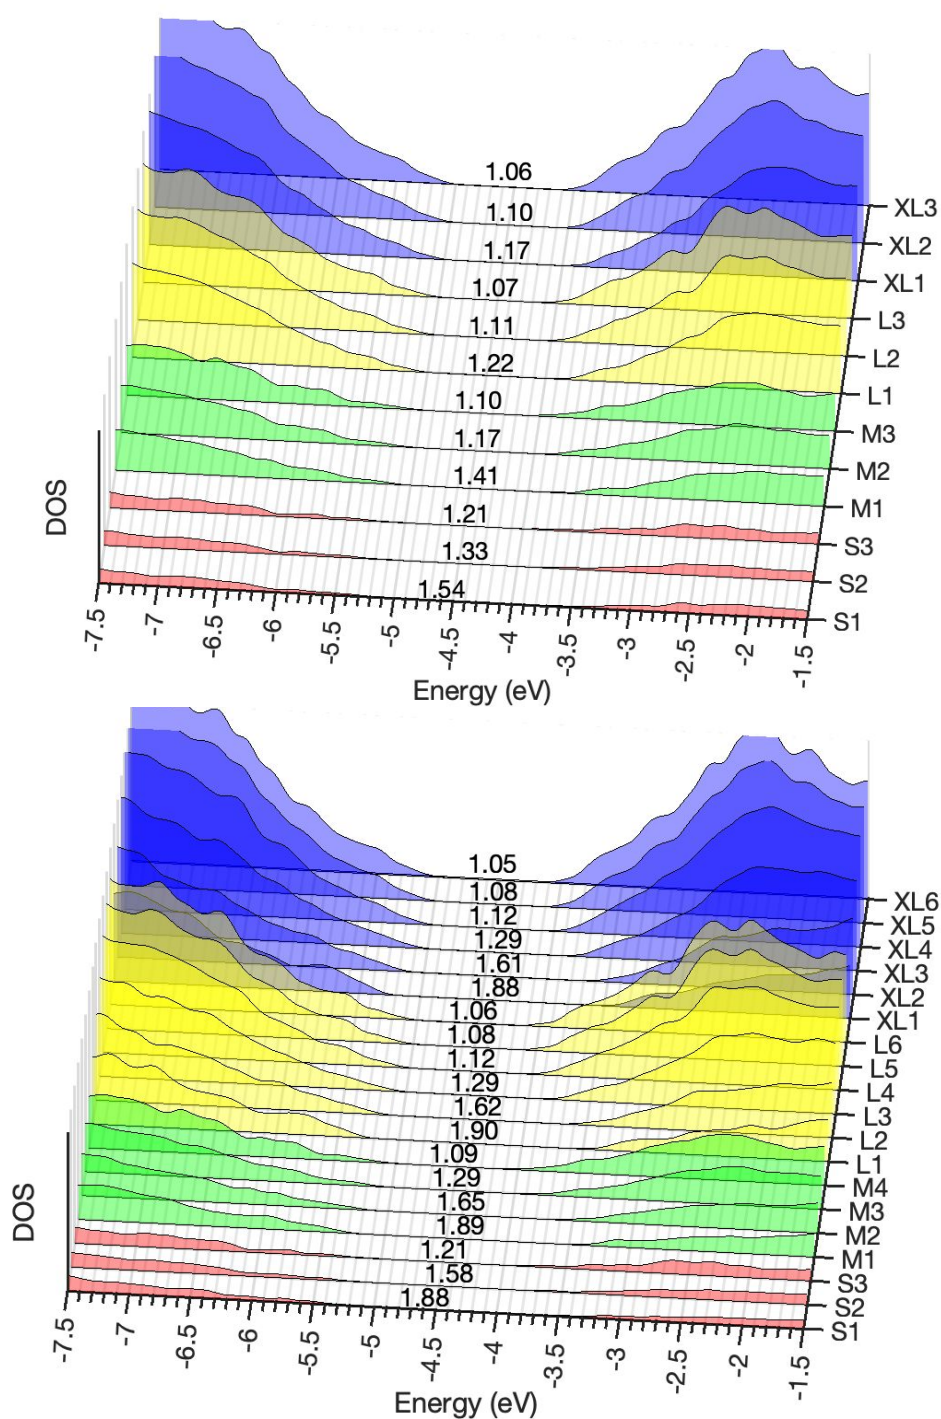 1.06
XL3
1.10
XL2
1.17
XL1
1.07
L3
1.11
L2
1.22
L1
1.10
M3
1.17
M2
1.41
M1
1.21
S3
1.33
S2
1.54
S1
DOS
-7.5 -7 -6.5 -6 -5.5 -5 -4.5 -4 -3.5 -3 -2.5 -2 -1.5
Energy (eV)
1.05
XL6
1.08
XL5
1.12
XL4
1.29
XL3
1.61
XL2
1.88
XL1
1.06
L6
1.08
L5
1.12
L4
1.29
L3
1.62
L2
1.90
L1
1.09
M4
1.29
M3
1.65
M2
1.89
M1
1.21
S3
1.58
S2
1.88
S1
DOS
-7.5 -7 -6.5 -6 -5.5 -5 -4.5 -4 -3.5 -3 -2.5 -2 -1.5
Energy (eV)